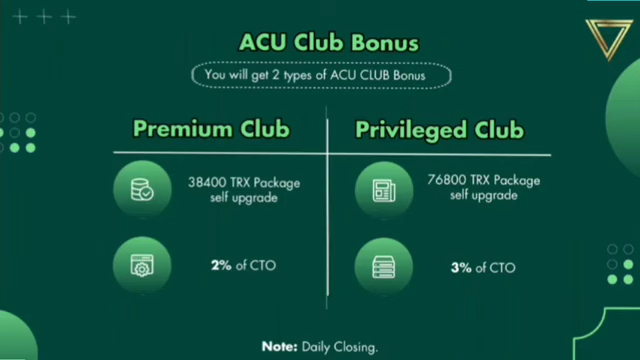 ACU Club Bonus
You will get 2 types of ACU CLUB Bonus
Premium Club
38400 TRX Package
self upgrade
2% of CTO
Privileged Club
76800 TRX Package
self upgrade
3% of CTO
Note: Daily Closing.